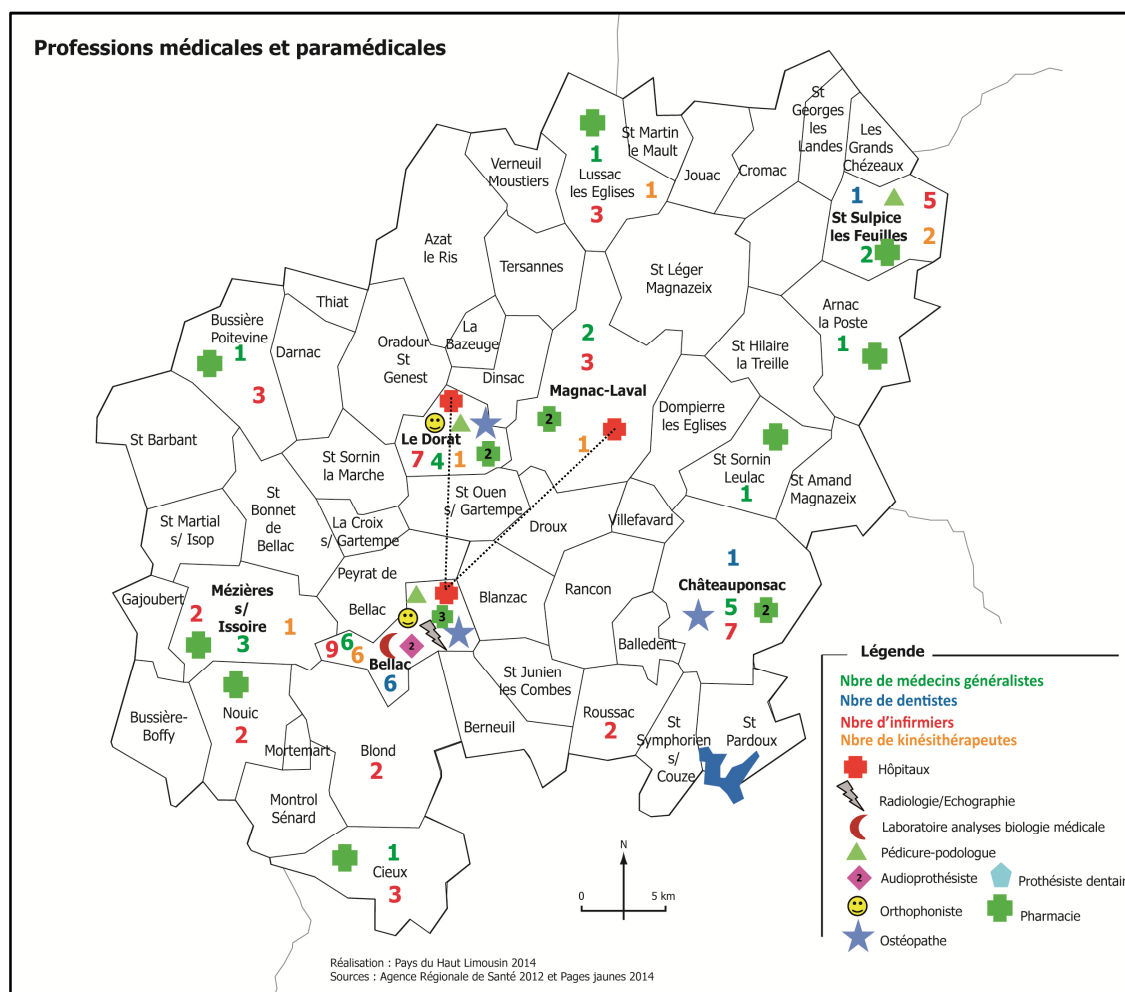 Professions médicales et paramédicales
St
Georges
les
Landes
Les
Grands
Chézeaux
St Martin
le Mault
1
Verneuil
Moustiers
Lussac
les Eglises
1
3
Jouac
Cromac
1
5
St Sulpice
les Feuilles
2
2
Azat
le Ris
Tersannes
St Léger
Magnazeix
Arnac
la Poste
1
Thiat
Bussière
Poitevine
1
3
Darnac
Oradour
St
Genest
La
Bazeuge
Dinsac
2
3
Magnac-Laval
2
1
St Hilaire
la Treille
Dompierre
les Eglises
St Barbant
Le Dorat
7
4
1
2
St Sornin
la Marche
St Sornin
Leulac
1
St Amand
Magnazeix
St
Bonnet
de
Bellac
St Ouen
s/ Gartempe
St Martial
s/ Isop
La Croix
s/ Gartempe
Droux
Villefavard
1
Châteauponsac
5
7
2
Peyrat de
Bellac
Gajoubert
2
Mézières
s/
Issoire
1
3
3
Blanzac
Rancon
Balledent
9
6
6
2
Bellac
6
St Junien
les Combes
Légende
Nbre de médecins généralistes
Nbre de dentistes
Nbre d'infirmiers
Nbre de kinésithérapeutes
Hôpitaux
Radiologie/Echographie
Laboratoire analyses biologie médicale
Pédicure-podologue
2
Audioprothésiste
Prothésiste dentair
Orthophoniste
Pharmacie
Ostéopathe
Bussière-
Boffy
Nouic
2
Mortemart
Blond
2
Berneuil
Roussac
2
St
Symphorien
s/
Couze
St
Pardoux
Montrol
Sénard
1
Cieux
3
N
0
5 km
Réalisation : Pays du Haut Limousin 2014
Sources : Agence Régionale de Santé 2012 et Pages jaunes 2014